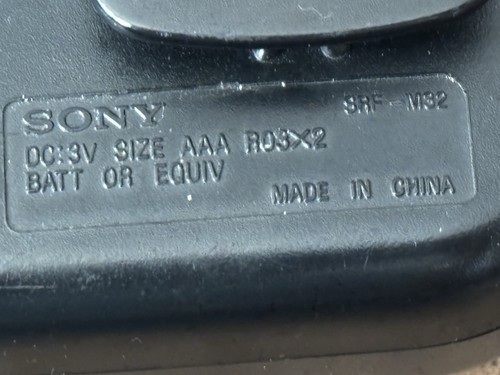 SONY SRF-M32
DC:3V SIZE AAA R03×2
BATT OR EQUIV
MADE IN CHINA